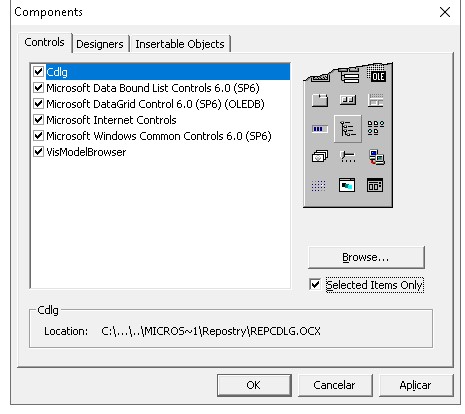 Components
Controls Designers Insertable Objects
Cdlg
Microsoft Data Bound List Controls 6.0 (SP6)
Microsoft DataGrid Control 6.0 (SP6) (OLEDB)
Microsoft Internet Controls
Microsoft Windows Common Controls 6.0 (SP6)
VisModelBrowser
OLE
Browse...
Selected Items Only
Cdlg
Location: C:\...\..\MICROS~1\Repostry\REPCDLG.OCX
OK Cancelar Aplicar